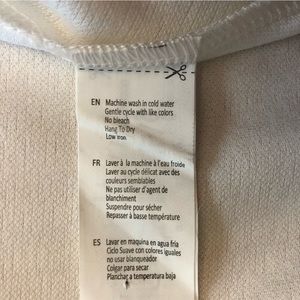 EN Machine wash in cold water
Gentle cycle with like colors
No bleach
Hang To Dry
Low iron
FR Laver à la machine à l'eau froide
Laver au cycle délicat avec des
couleurs semblables
Ne pas utiliser d'agent de
blanchiment
Suspendre pour sécher
Repasser à basse température
ES Lavar en maquina en agua fria
Ciclo Suave con colores iguales
no usar blanqueador
Colgar para secar
Planchar a temperatura baja